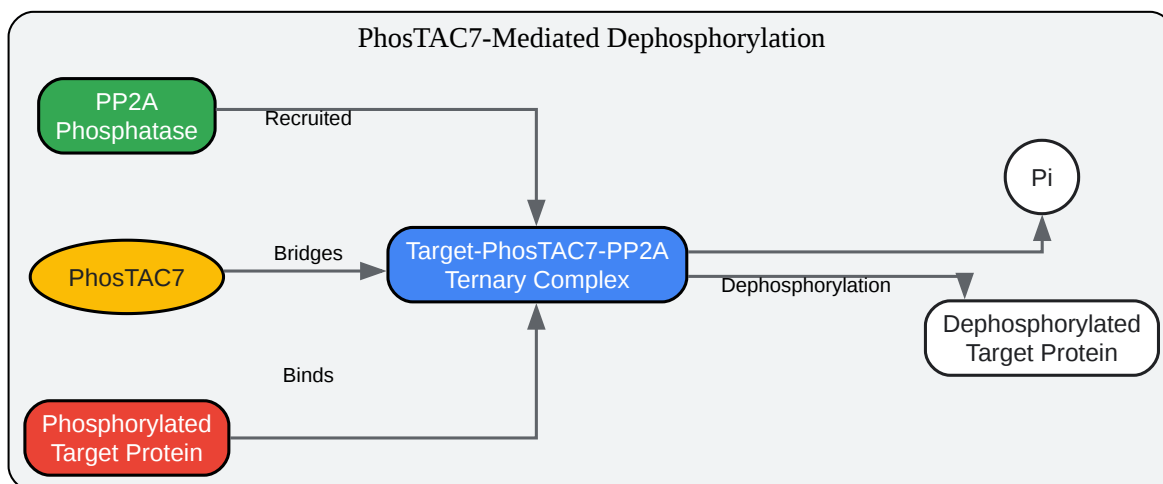 PhosTAC7-Mediated Dephosphorylation
PP2A
Phosphatase
Recruited
Pi
PhosTAC7
Bridges
Target-PhosTAC7-PP2A
Ternary Complex
Dephosphorylation
Dephosphorylated
Target Protein
Binds
Phosphorylated
Target Protein